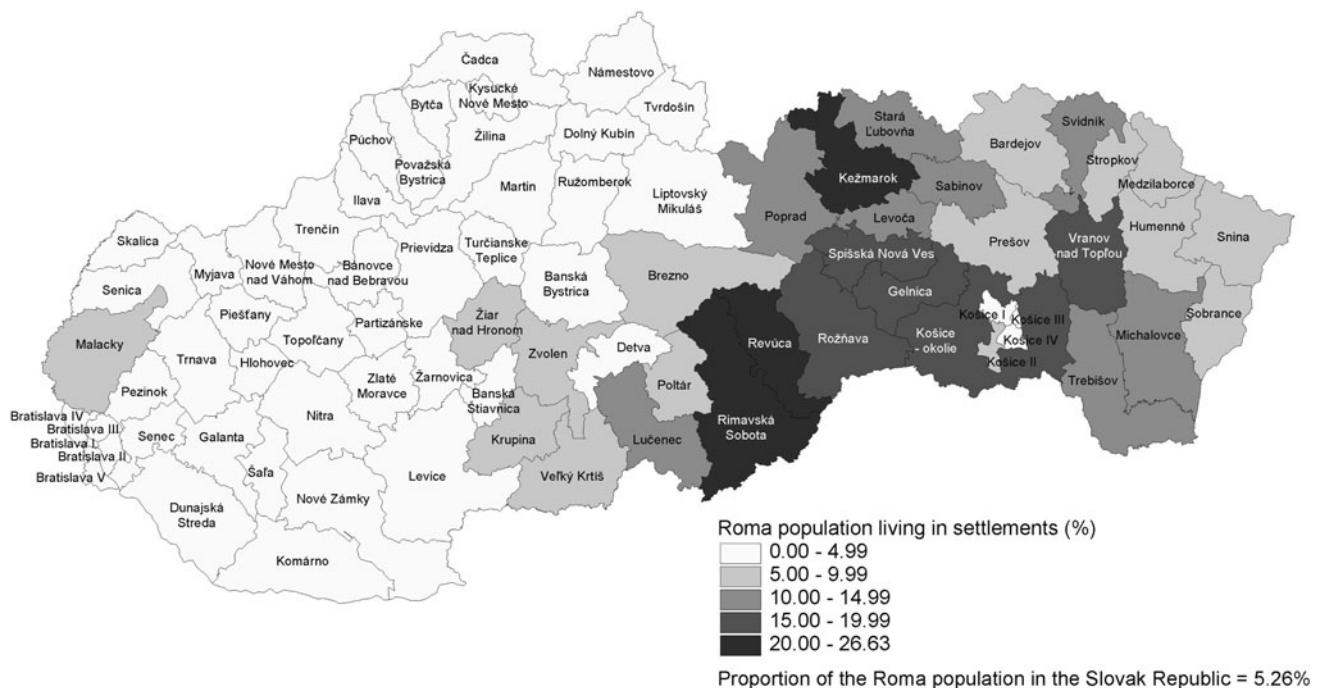 Čadca
Námestovo
Kysucké
Nové Mesto
Bytča
Tvrdošín
Púchov
Žilina
Dolný Kubín
Považská
Bystrica
Ilava
Martin
Ružomberok
Liptovský
Mikuláš
Trenčín
Prievidza
Turčianske
Teplice
Skalica
Myjava
Nové Mesto
nad Váhom
Bánovce
nad Bebravou
Banská
Bystrica
Brezno
Senica
Piešťany
Partizánske
Žiar
nad Hronom
Malacky
Topoľčany
Zvolen
Detva
Trnava
Hlohovec
Zlaté
Moravce
Žarnovica
Banská
Štiavnica
Poltár
Pezinok
Nitra
Krupina
Lučenec
Revúca
Rimavská
Sobota
Bratislava IV
Bratislava III
Bratislava I
Bratislava II
Bratislava V
Senec
Galanta
Šaľa
Levice
Veľký Krtíš
Dunajská
Streda
Nové Zámky
Komárno
Stará
Ľubovňa
Kežmarok
Poprad
Sabinov
Levoča
Bardejov
Svidník
Stropkov
Medzilaborce
Prešov
Vranov
nad Topľou
Humenné
Snina
Spišská Nová Ves
Gelnica
Rožňava
Košice
- okolie
Košice I
Košice III
Košice IV
Košice II
Michalovce
Sobrance
Trebišov
Roma population living in settlements (%)
0.00 - 4.99
5.00 - 9.99
10.00 - 14.99
15.00 - 19.99
20.00 - 26.63
Proportion of the Roma population in the Slovak Republic = 5.26%